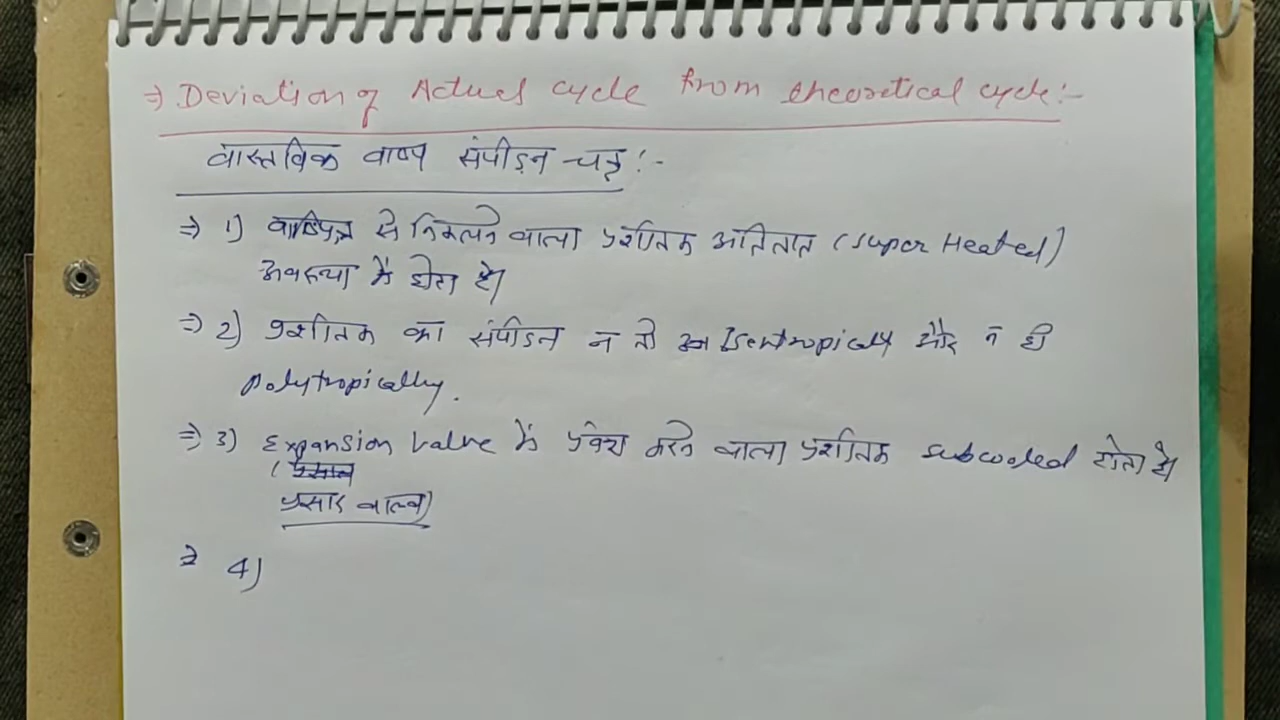 ⇒ Deviation of Actual cycle from theoretical cycle:-
वास्तविक वाष्प संपीड़न चक्र:-
⇒ 1) वाष्पित्र से निकलने वाला प्रशीतक अतितप्त (Super Heated)
अवस्था में होता है।
⇒ 2) प्रशीतक का संपीडन न तो Isentropically और न ही
polytropically.
⇒ 3) Expansion Valve में प्रवेश करने वाला प्रशीतक subcooled होता है।
(
प्रसार वाल्व)
⇒ 4)